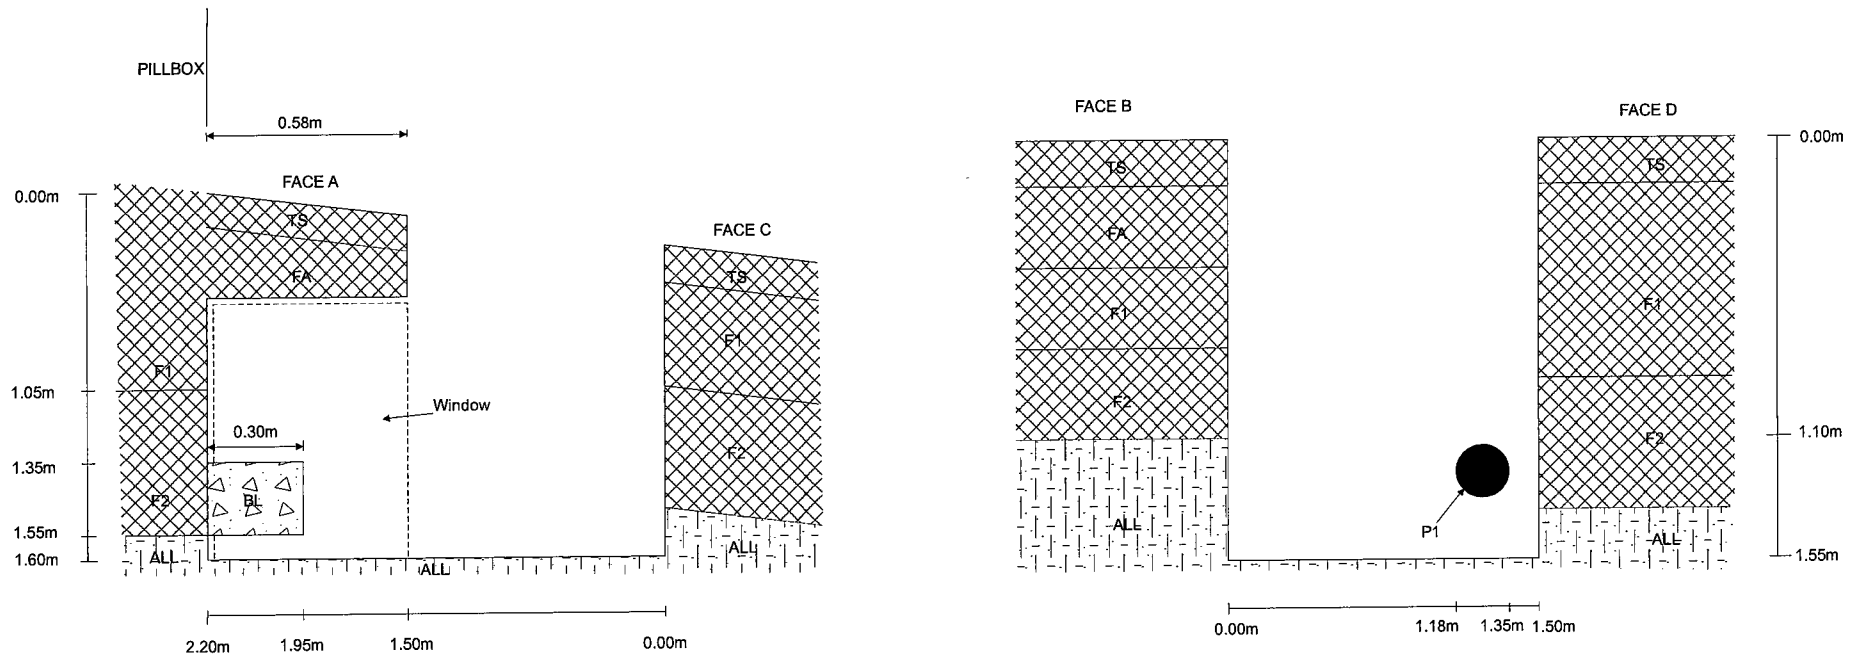 PILLBOX
0.58m
FACE A
0.00m
TS
FA
FACE C
TS
F1
F1
1.05m
Window
0.30m
F2
1.35m
F2
BL
1.55m
ALL
1.60m
ALL
ALL
2.20m
1.95m
1.50m
0.00m
FACE B
FACE D
0.00m
TS
TS
FA
F1
F1
F2
F2
1.10m
P1
ALL
ALL
1.55m
0.00m
1.18m
1.35m
1.50m